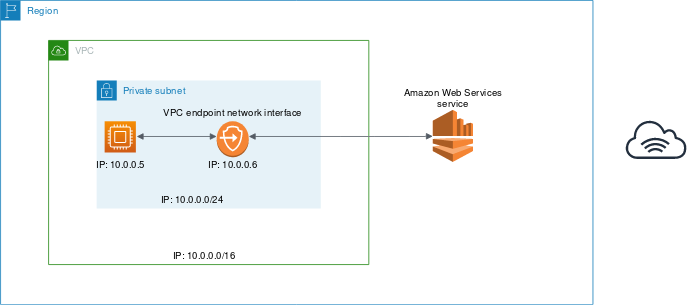 Region
VPC
Private subnet
Amazon Web Services
service
VPC endpoint network interface
IP: 10.0.0.5
IP: 10.0.0.6
IP: 10.0.0.0/24
IP: 10.0.0.0/16